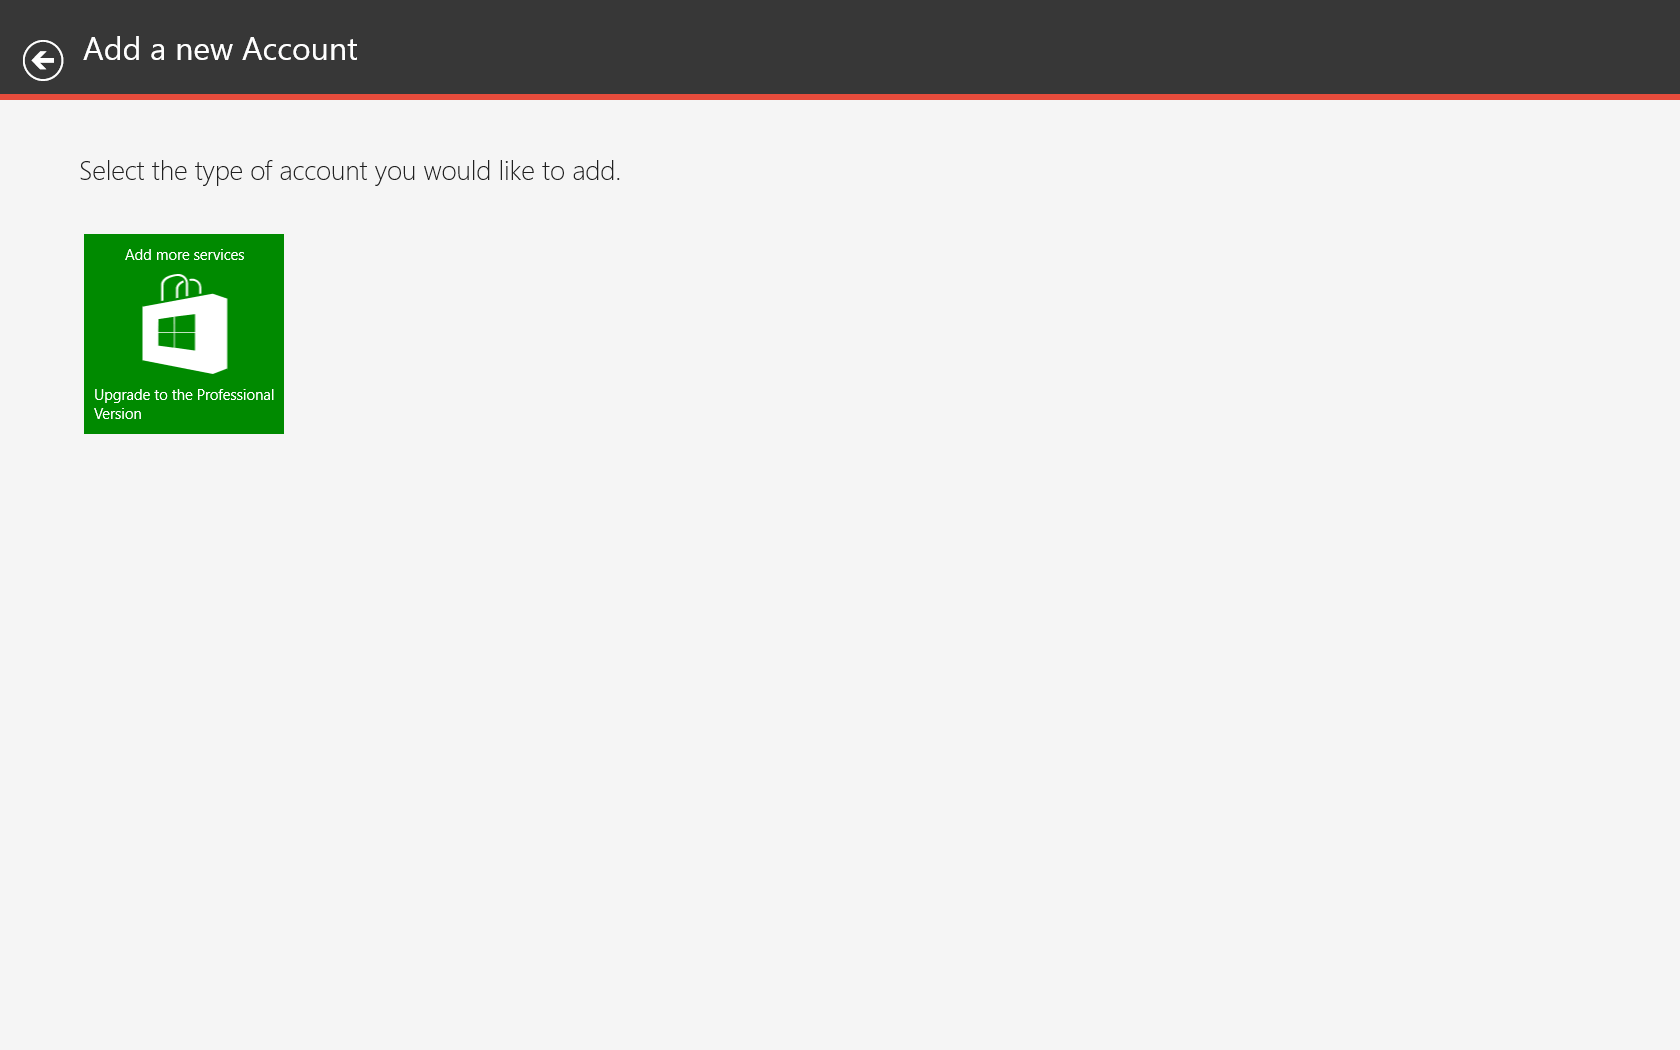 Add a new Account
Select the type of account you would like to add.
Add more services
Upgrade to the Professional
Version